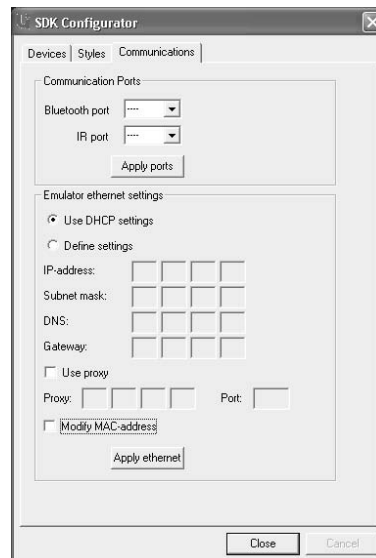 SDK Configurator
Devices Styles Communications
Communication Ports
Bluetooth port ----
IR port ----
Apply ports
Emulator ethernet settings
Use DHCP settings
Define settings
IP-address:
Subnet mask:
DNS:
Gateway:
Use proxy
Proxy: Port:
Modify MAC-address
Apply ethernet
Close Cancel